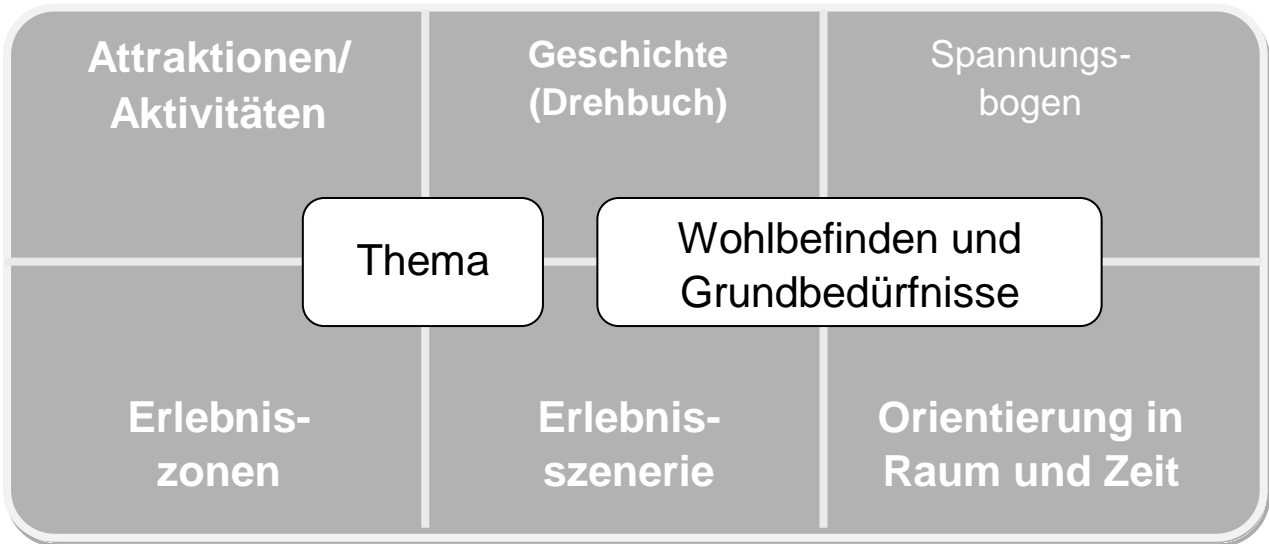 Attraktionen/
Aktivitäten
Geschichte
(Drehbuch)
Spannungs-
bogen
Thema
Wohlbefinden und
Grundbedürfnisse
Erlebnis-
zonen
Erlebnis-
szenerie
Orientierung in
Raum und Zeit